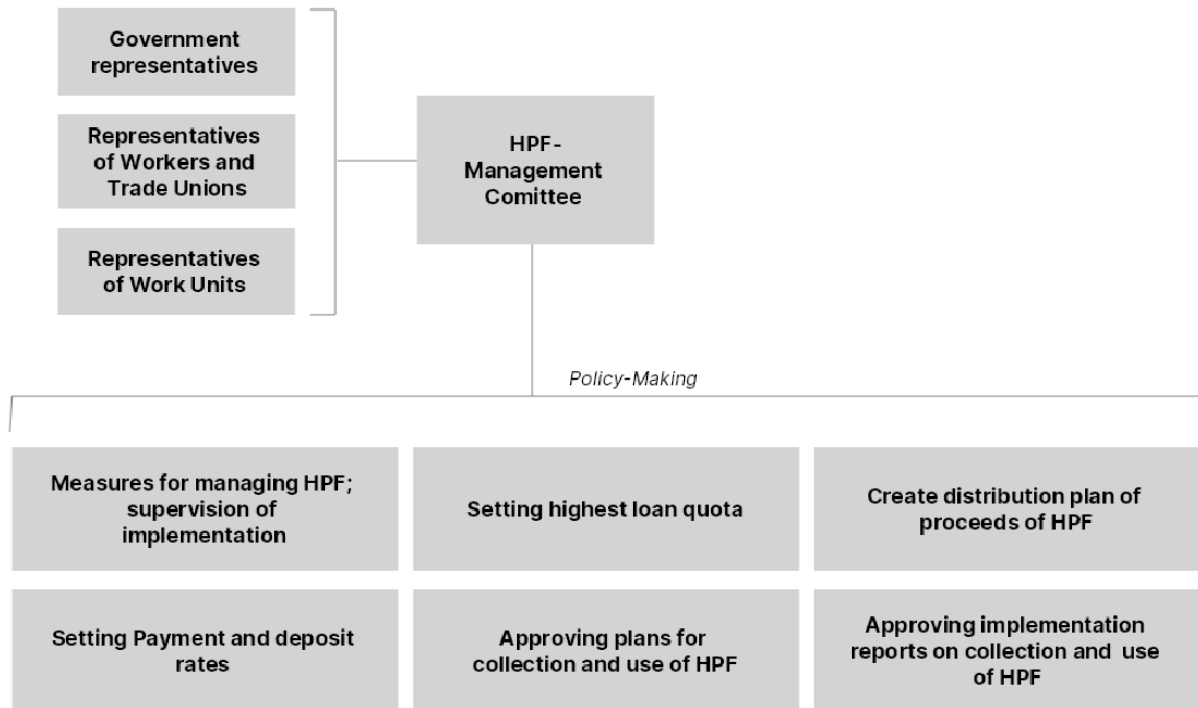 Government
representatives
Representatives
of Workers and
Trade Unions
Representatives
of Work Units
HPF-
Management
Comittee
Policy-Making
Measures for managing HPF;
supervision of
implementation
Setting highest loan quota
Create distribution plan of
proceeds of HPF
Setting Payment and deposit
rates
Approving plans for
collection and use of HPF
Approving implementation
reports on collection and use
of HPF